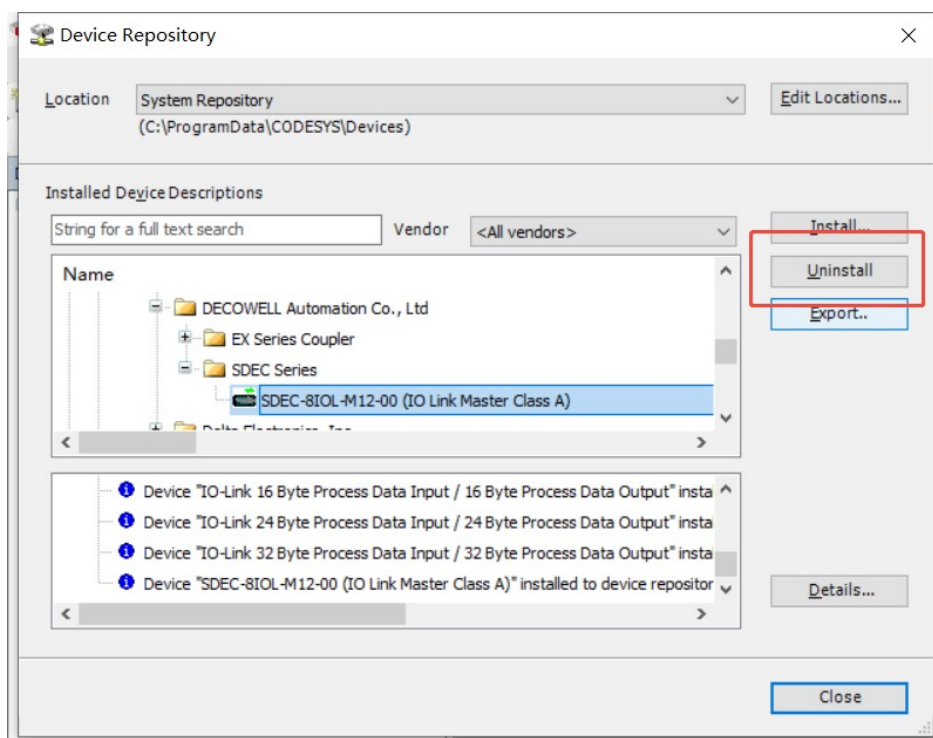 Device Repository
Location
System Repository
Edit Locations...
(C:\ProgramData\CODESYS\Devices)
Installed Device Descriptions
String for a full text search
Vendor
<All vendors>
Install...
Name
Uninstall
DECOWELL Automation Co., Ltd
Export..
EX Series Coupler
SDEC Series
SDEC-8IOL-M12-00 (IO Link Master Class A)
Delta Electronics, Inc
Device "IO-Link 16 Byte Process Data Input / 16 Byte Process Data Output" insta
Device "IO-Link 24 Byte Process Data Input / 24 Byte Process Data Output" insta
Device "IO-Link 32 Byte Process Data Input / 32 Byte Process Data Output" insta
Device "SDEC-8IOL-M12-00 (IO Link Master Class A)" installed to device repositor
Details...
Close